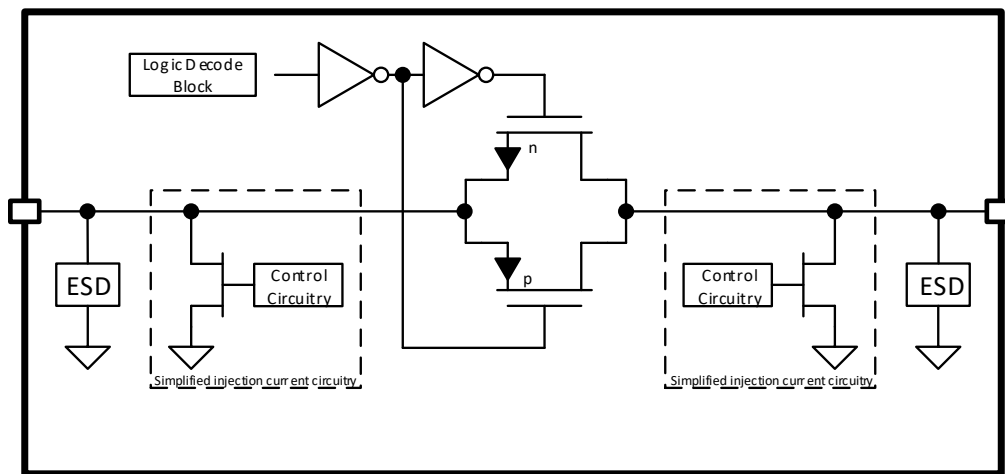 Logic Decode
Block
n
p
ESD
Control
Circuitry
Simplified injection current circuitry
Control
Circuitry
ESD
Simplified injection current circuitry